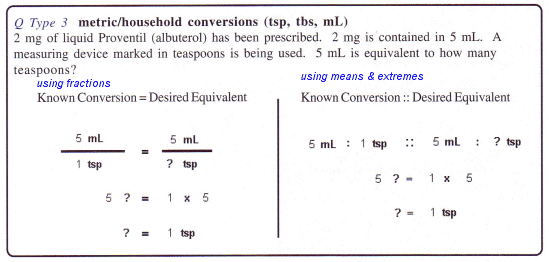 Q Type 3 metric/household conversions (tsp, tbs, mL)
2 mg of liquid Proventil (albuterol) has been prescribed. 2 mg is contained in 5 mL. A
measuring device marked in teaspoons is being used. 5 mL is equivalent to how many
teaspoons?
using fractions
Known Conversion = Desired Equivalent
5 mL = 5 mL
1 tsp ? tsp
5 ? = 1 x 5
? = 1 tsp
using means & extremes
Known Conversion :: Desired Equivalent
5 mL : 1 tsp :: 5 mL : ? tsp
5 ? = 1 x 5
? = 1 tsp